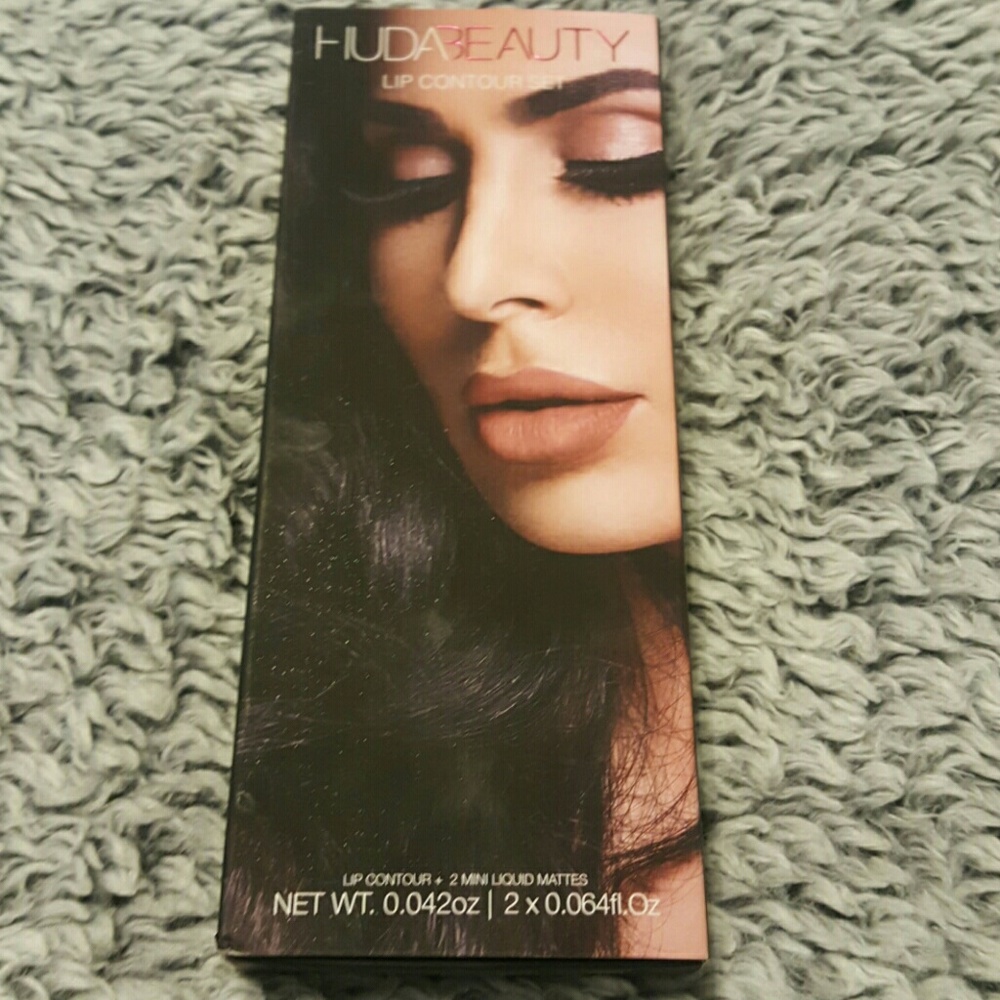 HUDABEAUTY
LIP CONTOUR SET
LIP CONTOUR + 2 MINI LIQUID MATTES
NET WT. 0.042oz | 2 x 0.064fl.Oz